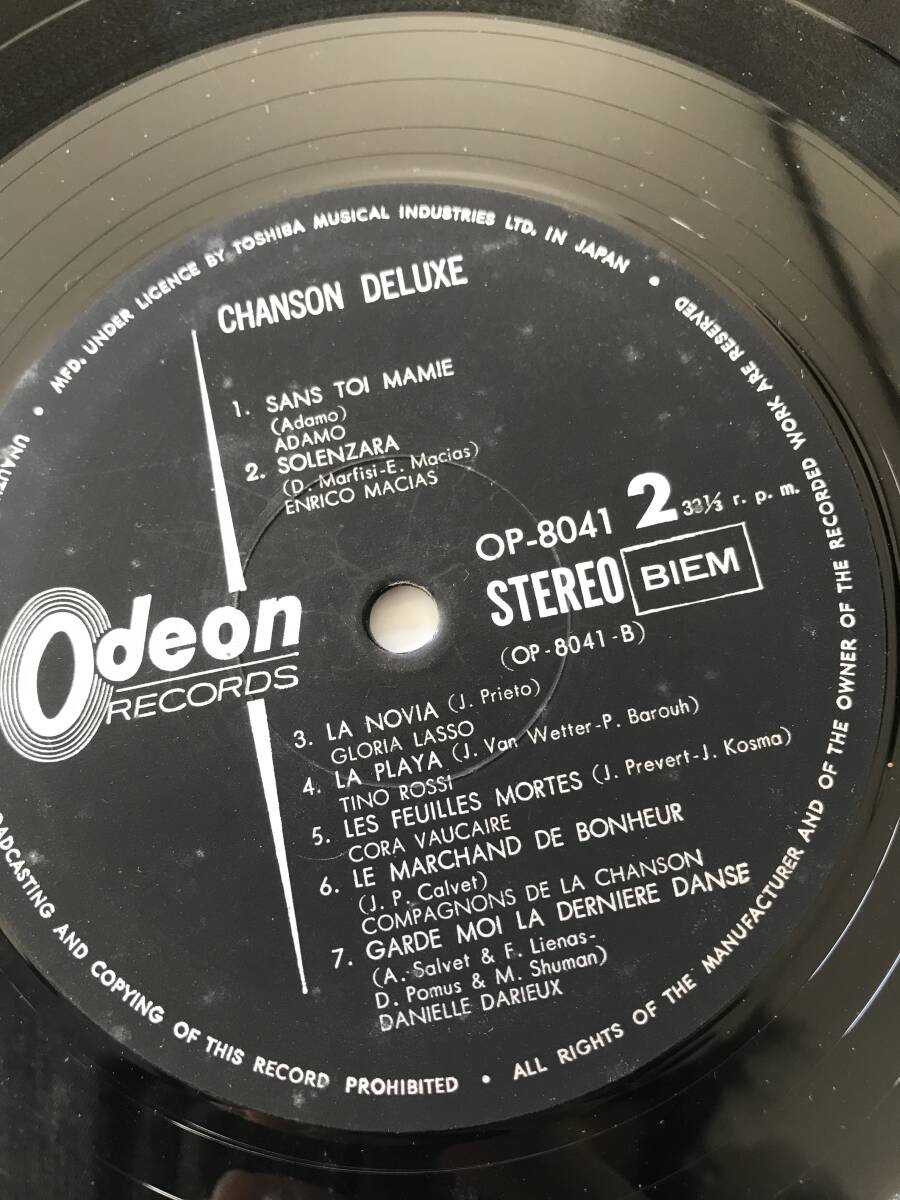 MFD. UNDER LICENCE BY TOSHIBA MUSICAL INDUSTRIES LTD. IN JAPAN •
CHANSON DELUXE
1. SANS TOI MAMIE
(Adamo)
ADAMO
2. SOLENZARA
(D. Marfisi-E. Macias)
ENRICO MACIAS
OP-8041 2 33 1/3 r. p. m.
STEREO BIEM
(OP-8041-B)
Odeon
RECORDS
3. LA NOVIA (J. Prieto)
GLORIA LASSO
4. LA PLAYA (J. Van Wetter-P. Barouh)
TINO ROSSI
5. LES FEUILLES MORTES (J. Prevert-J. Kosma)
CORA VAUCAIRE
6. LE MARCHAND DE BONHEUR
(J. P. Calvet)
COMPAGNONS DE LA CHANSON
7. GARDE MOI LA DERNIERE DANSE
(A. Salvet & F. Lienas-
D. Pomus & M. Shuman)
DANIELLE DARIEUX
ALL RIGHTS OF THE MANUFACTURER AND OF THE OWNER OF THE RECORDED WORK ARE RESERVED •
AND COPYING OF THIS RECORD PROHIBITED •